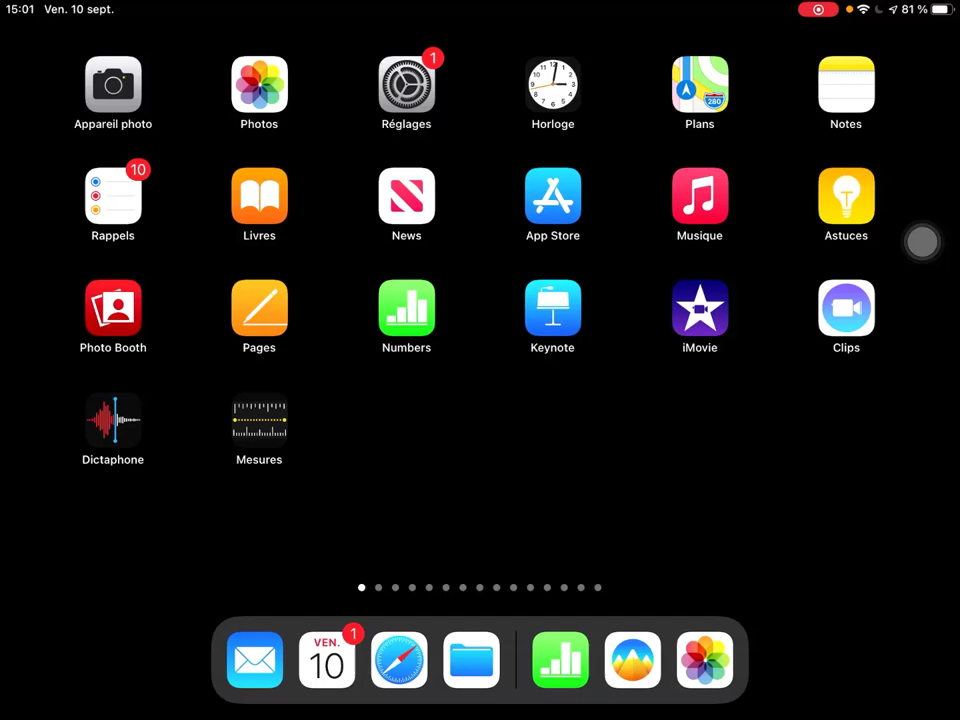 15:01 Ven. 10 sept. 81 %
1
Appareil photo Photos Réglages Horloge Plans Notes
10
Rappels Livres News App Store Musique Astuces
Photo Booth Pages Numbers Keynote iMovie Clips
Dictaphone Mesures
VEN. 1
10